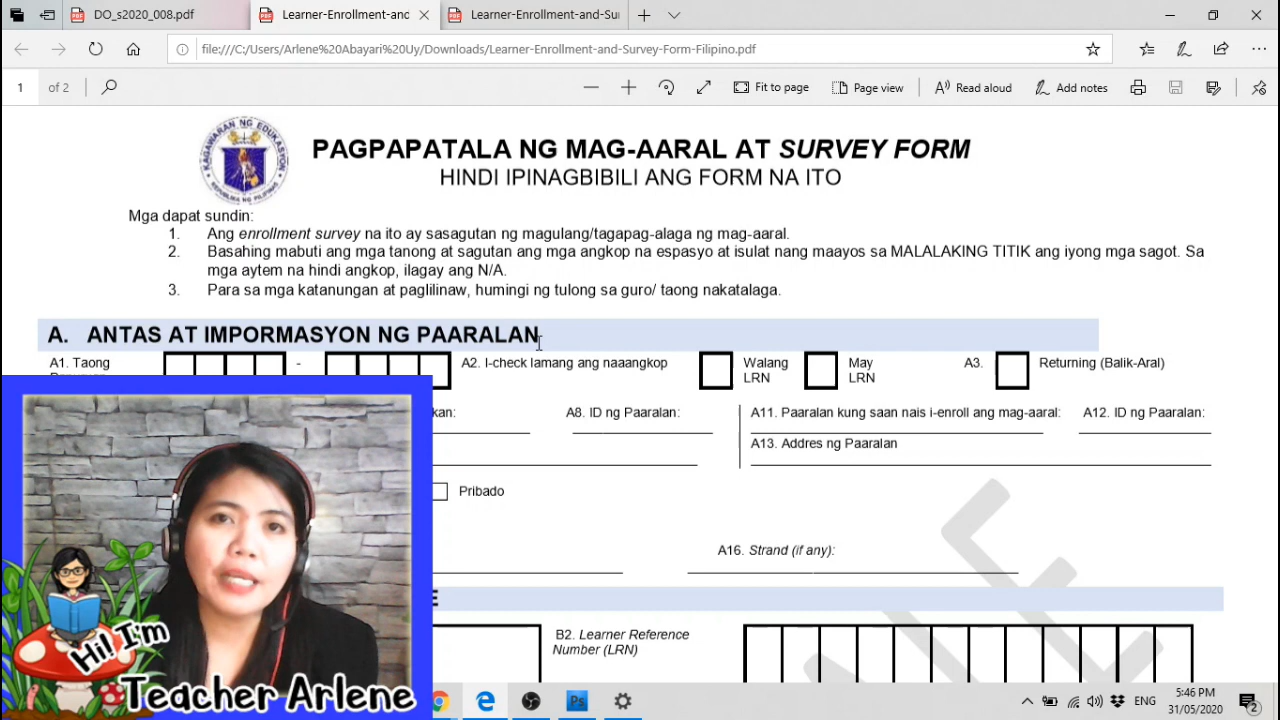 DO_s2020_008.pdf
Learner-Enrollment-anc
Learner-Enrollment-and-Sur
file:///C:/Users/Arlene%20Abayari%20Uy/Downloads/Learner-Enrollment-and-Survey-Form-Filipino.pdf
1 of 2
Fit to page
Page view
Read aloud
Add notes
KAGAWARAN NG EDUKASYON
REPUBLIKA NG PILIPINAS
PAGPAPATALA NG MAG-AARAL AT SURVEY FORM
HINDI IPINAGBIBILI ANG FORM NA ITO
Mga dapat sundin:
1. Ang enrollment survey na ito ay sasagutan ng magulang/tagapag-alaga ng mag-aaral.
2. Basahing mabuti ang mga tanong at sagutan ang mga angkop na espasyo at isulat nang maayos sa MALALAKING TITIK ang iyong mga sagot. Sa
mga aytem na hindi angkop, ilagay ang N/A.
3. Para sa mga katanungan at paglilinaw, humingi ng tulong sa guro/ taong nakatalaga.
A. ANTAS AT IMPORMASYON NG PAARALAN
A1. Taong
-
A2. I-check lamang ang naaangkop
Walang
LRN
May
LRN
A3.
Returning (Balik-Aral)
kan:
A8. ID ng Paaralan:
A11. Paaralan kung saan nais i-enroll ang mag-aaral:
A12. ID ng Paaralan:
A13. Addres ng Paaralan
Pribado
A16. Strand (if any):
E
B2. Learner Reference
Number (LRN)
Hi! I'm
Teacher Arlene
ENG
5:46 PM
31/05/2020
2